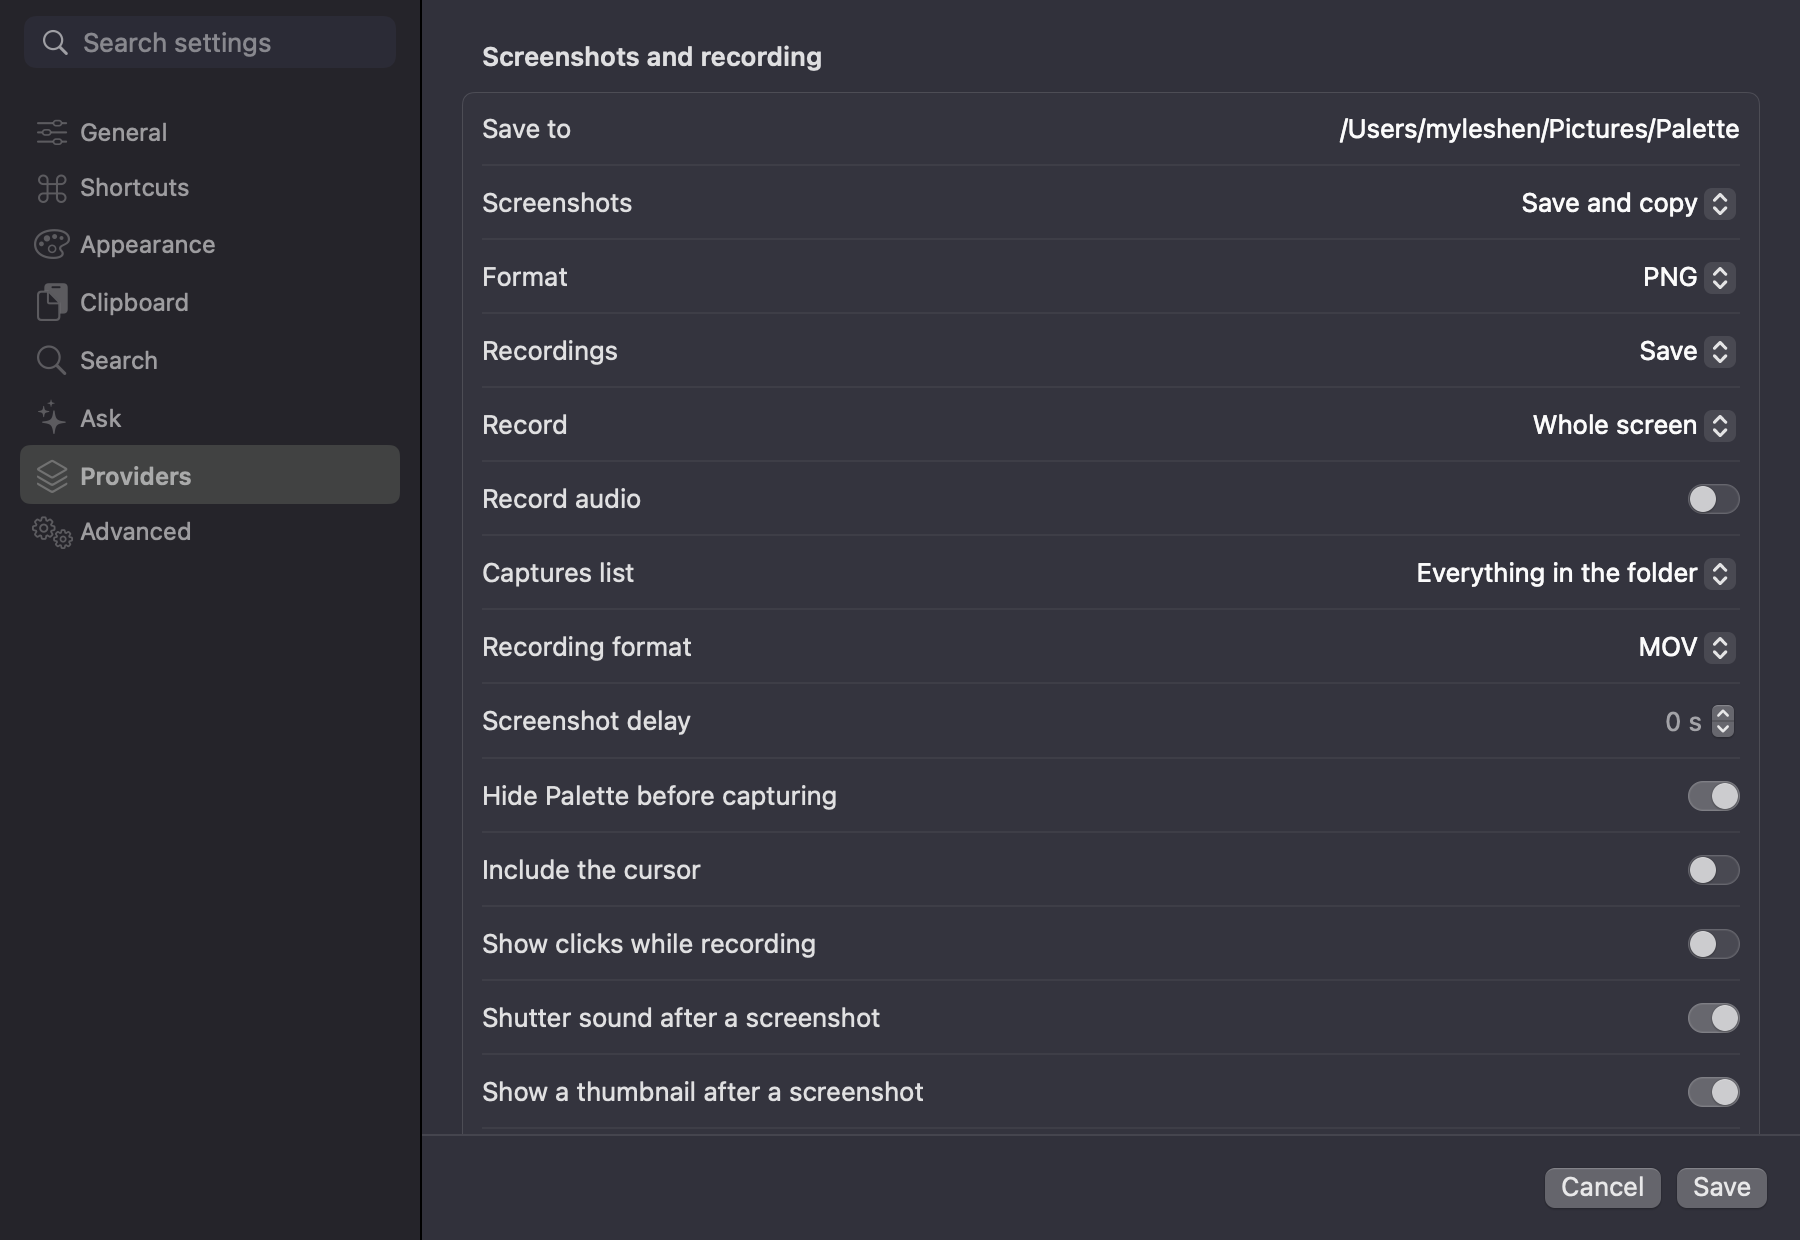 Search settings
General
Shortcuts
Appearance
Clipboard
Search
Ask
Providers
Advanced
Screenshots and recording
Save to /Users/myleshen/Pictures/Palette
Screenshots Save and copy
Format PNG
Recordings Save
Record Whole screen
Record audio
Captures list Everything in the folder
Recording format MOV
Screenshot delay 0 s
Hide Palette before capturing
Include the cursor
Show clicks while recording
Shutter sound after a screenshot
Show a thumbnail after a screenshot
Cancel Save